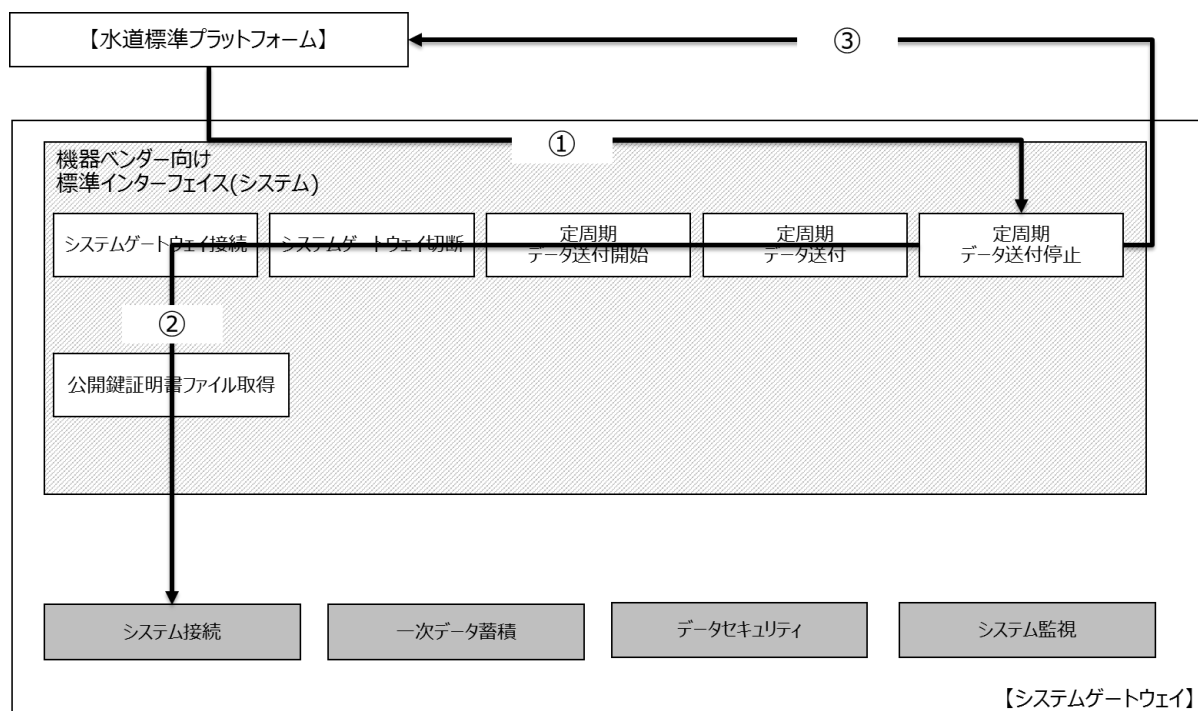 【水道標準プラットフォーム】
③
①
機器ベンダー向け
標準インターフェイス(システム)
システムゲートウェイ接続
システムゲートウェイ切断
定周期
データ送付開始
定周期
データ送付
定周期
データ送付停止
②
公開鍵証明書ファイル取得
システム接続
一次データ蓄積
データセキュリティ
システム監視
【システムゲートウェイ】